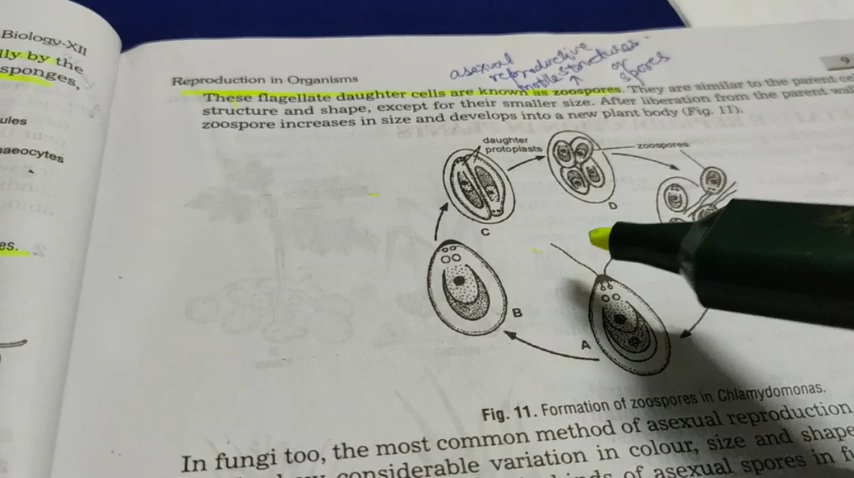 Biology-XII
lly by the
sponges,
ules
aeocytes
es.
9
Reproduction in Organisms
asexual
reproductive
motile structures
or
spores
These flagellate daughter cells are known as zoospores. They are similar to the parent ce
structure and shape, except for their smaller size. After liberation from the parent wall
zoospore increases in size and develops into a new plant body (Fig. 11).
daughter
protoplasts
zoospores
C
D
B
A
Fig. 11. Formation of zoospores in Chlamydomonas.
In fungi too, the most common method of asexual reproduction
considerable variation in colour, size and shape
of asexual spores in fu